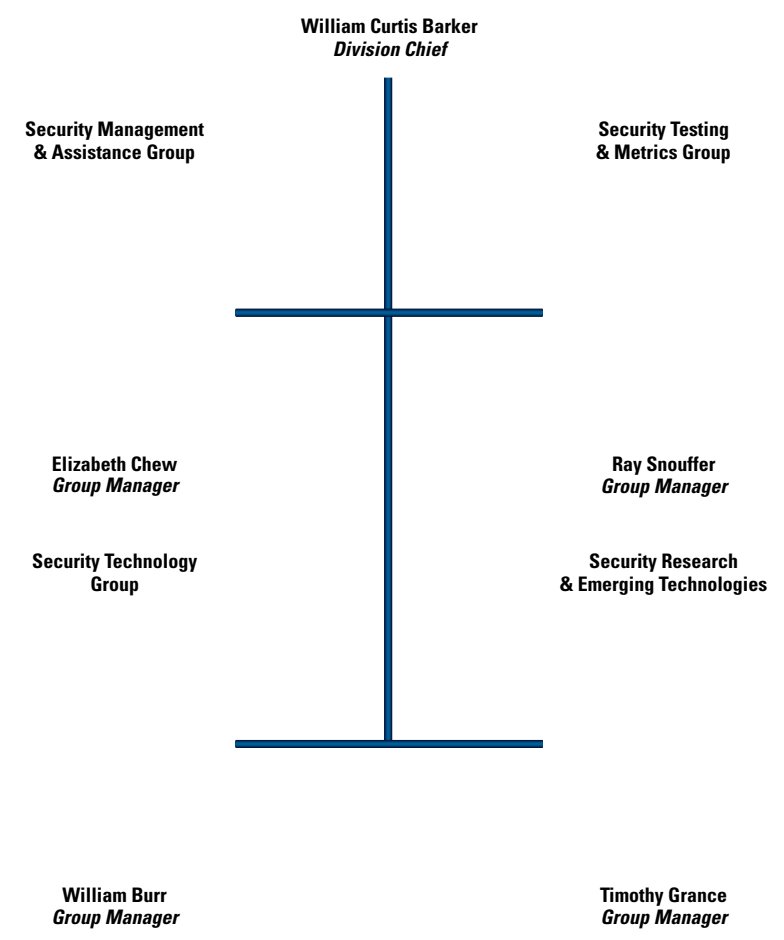 William Curtis Barker
Division Chief
Security Management
& Assistance Group
Security Testing
& Metrics Group
Elizabeth Chew
Group Manager
Ray Snouffer
Group Manager
Security Technology
Group
Security Research
& Emerging Technologies
William Burr
Group Manager
Timothy Grance
Group Manager